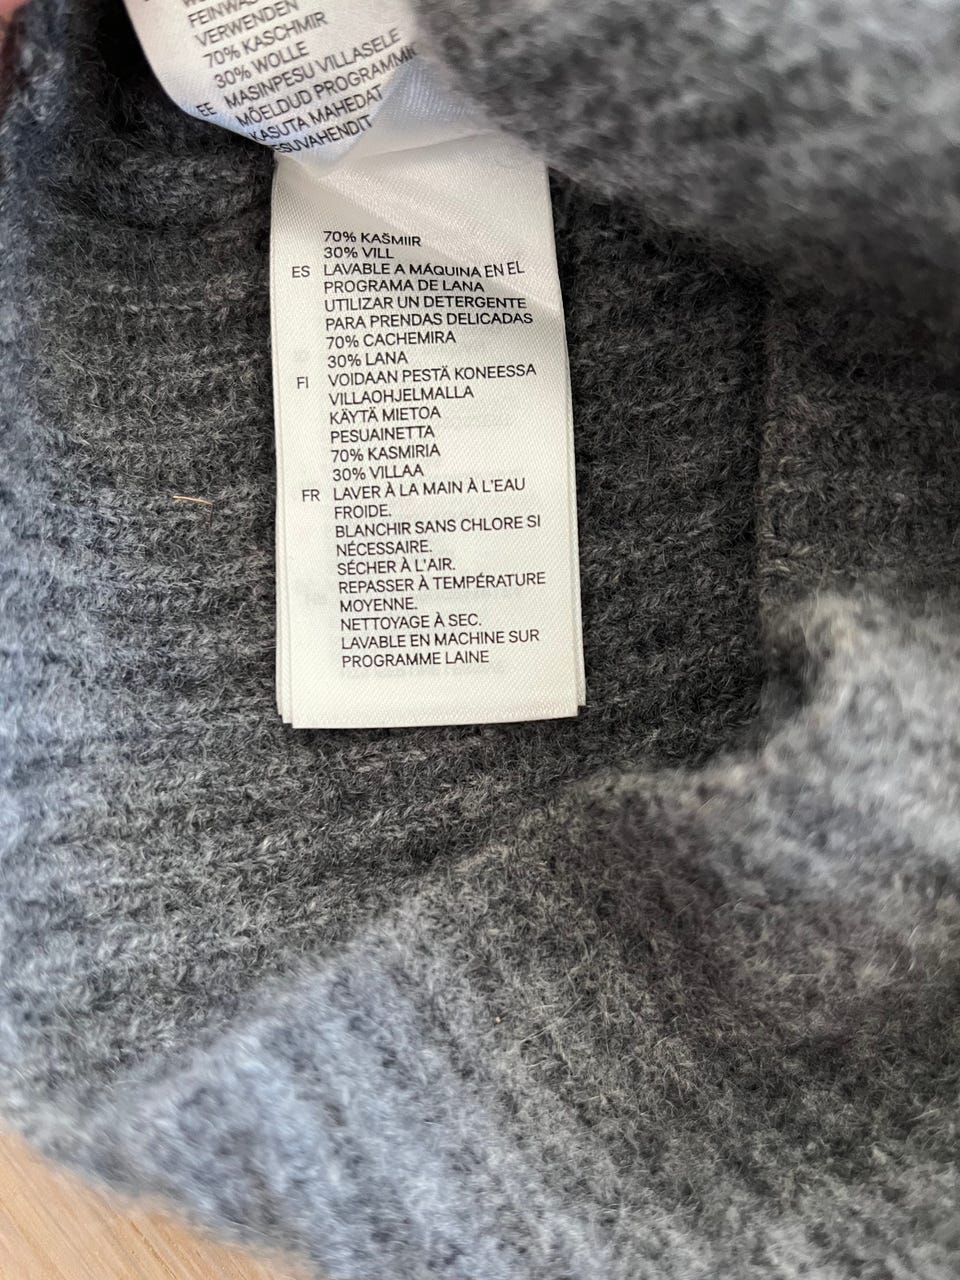 FEINWAS
VERWENDEN
70% KASCHMIR
30% WOLLE
EE MASINPESU VILLASELE
MÕELDUD PROGRAMMIK
KASUTA MAHEDAT
ESUVAHENDIT
70% KAŠMIIR
30% VILL
ES LAVABLE A MÁQUINA EN EL
PROGRAMA DE LANA
UTILIZAR UN DETERGENTE
PARA PRENDAS DELICADAS
70% CACHEMIRA
30% LANA
FI VOIDAAN PESTÄ KONEESSA
VILLAOHJELMALLA
KÄYTÄ MIETOA
PESUAINETTA
70% KASMIRIA
30% VILLAA
FR LAVER À LA MAIN À L'EAU
FROIDE.
BLANCHIR SANS CHLORE SI
NÉCESSAIRE.
SÉCHER À L'AIR.
REPASSER À TEMPÉRATURE
MOYENNE.
NETTOYAGE À SEC.
LAVABLE EN MACHINE SUR
PROGRAMME LAINE